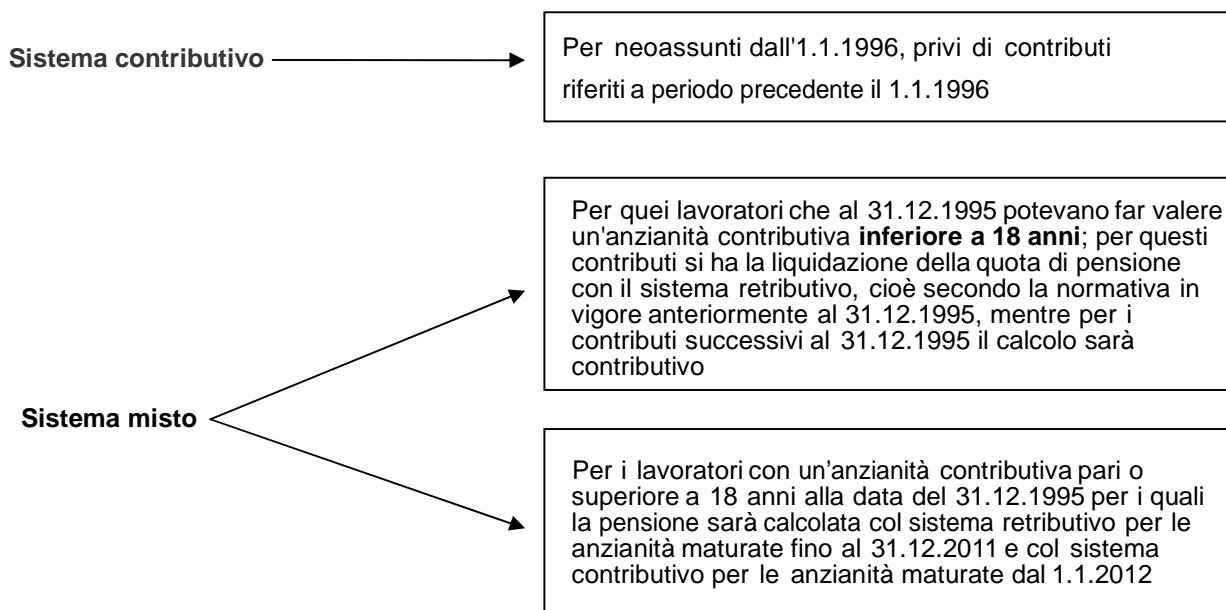 Sistema contributivo
Per neoassunti dall'1.1.1996, privi di contributi
riferiti a periodo precedente il 1.1.1996
Sistema misto
Per quei lavoratori che al 31.12.1995 potevano far valere
un'anzianità contributiva inferiore a 18 anni; per questi
contributi si ha la liquidazione della quota di pensione
con il sistema retributivo, cioè secondo la normativa in
vigore anteriormente al 31.12.1995, mentre per i
contributi successivi al 31.12.1995 il calcolo sarà
contributivo
Per i lavoratori con un’anzianità contributiva pari o
superiore a 18 anni alla data del 31.12.1995 per i quali
la pensione sarà calcolata col sistema retributivo per le
anzianità maturate fino al 31.12.2011 e col sistema
contributivo per le anzianità maturate dal 1.1.2012